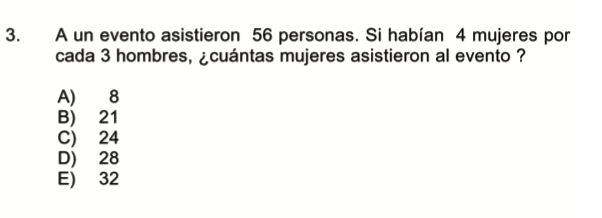 3. A un evento asistieron 56 personas. Si habían 4 mujeres por
cada 3 hombres, ¿cuántas mujeres asistieron al evento ?
A) 8
B) 21
C) 24
D) 28
E) 32